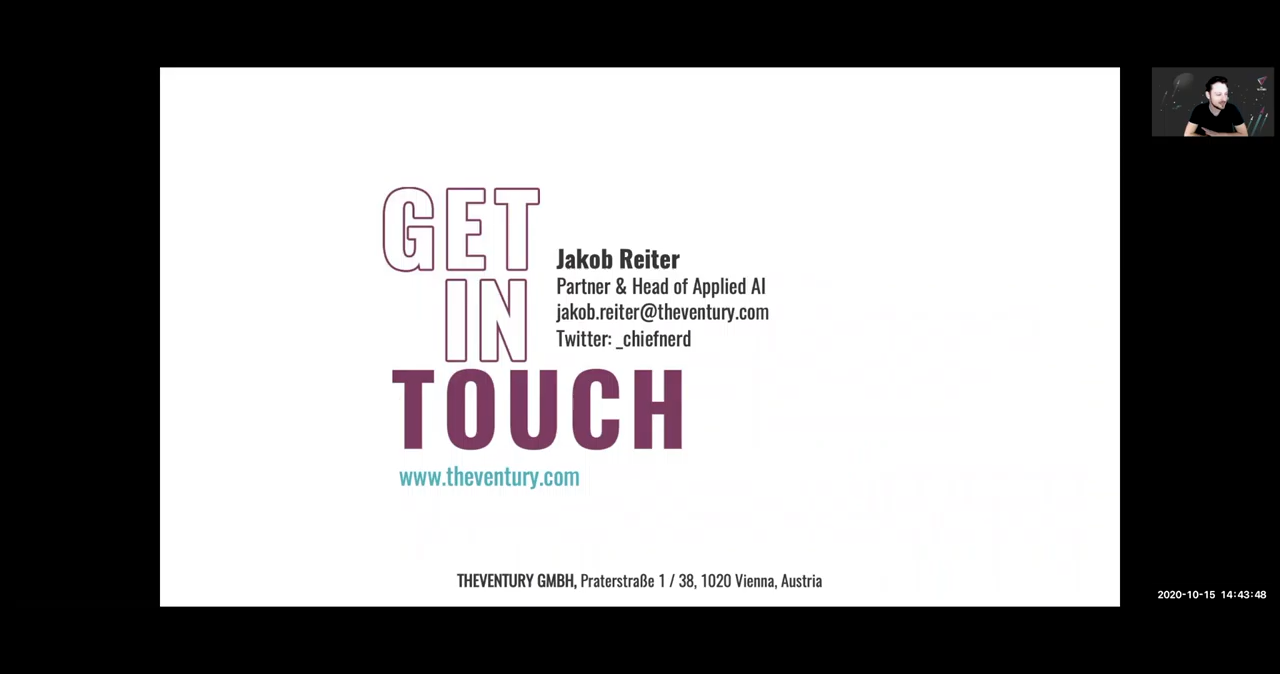 GET
IN
TOUCH
Jakob Reiter
Partner & Head of Applied AI
jakob.reiter@theventury.com
Twitter: _chiefnerd
www.theventury.com
THEVENTURY GMBH, Praterstraße 1 / 38, 1020 Vienna, Austria
2020-10-15 14:43:48